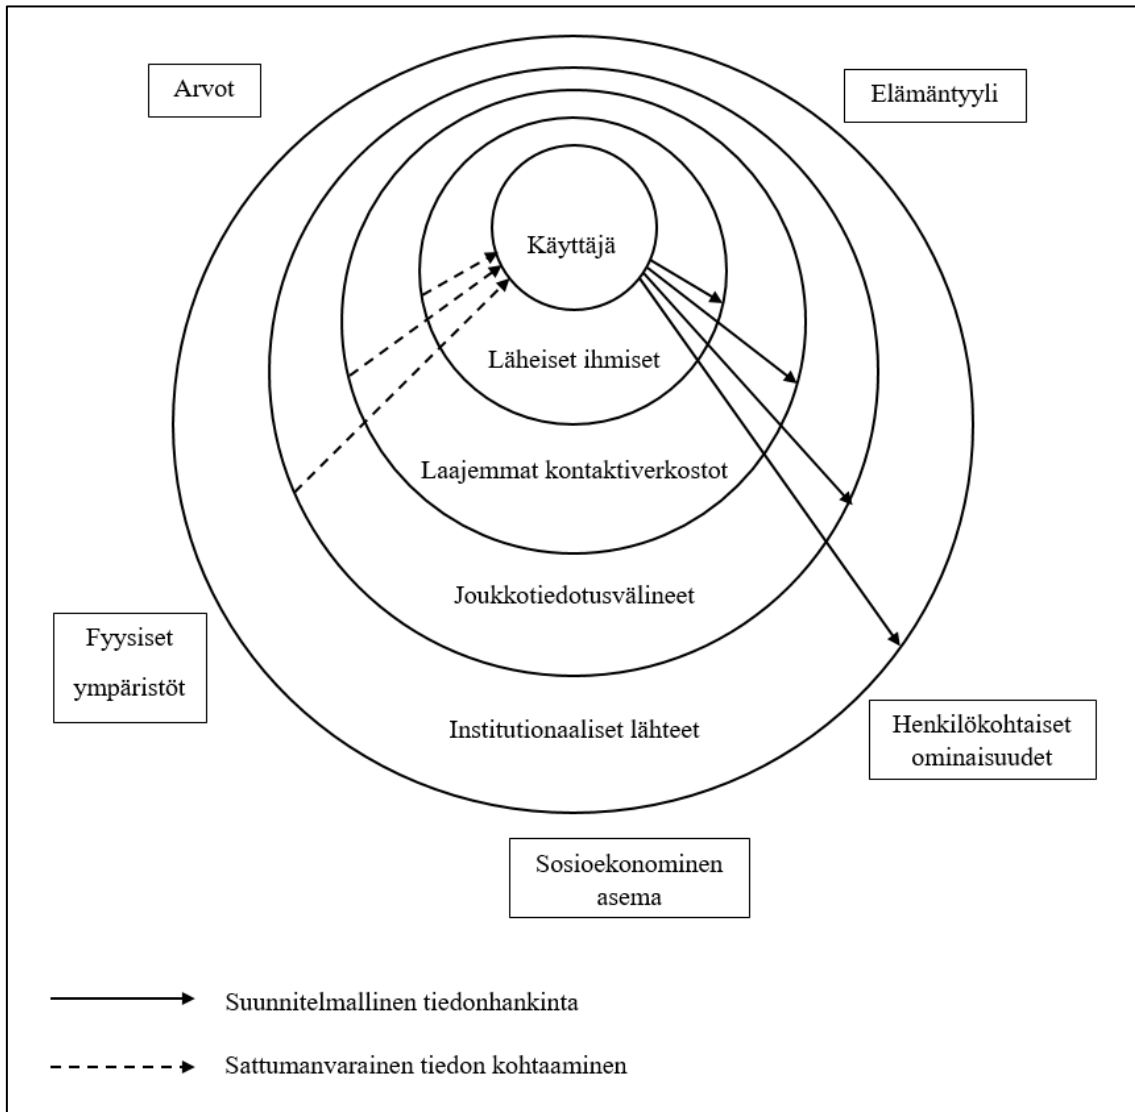 Arvot
Elämäntyyli
Käyttäjä
Läheiset ihmiset
Laajemmat kontaktiverkostot
Joukkotiedotusvälineet
Fyysiset
ympäristöt
Institutionaaliset lähteet
Henkilökohtaiset
ominaisuudet
Sosioekonominen
asema
Suunnitelmallinen tiedonhankinta
Sattumanvarainen tiedon kohtaaminen